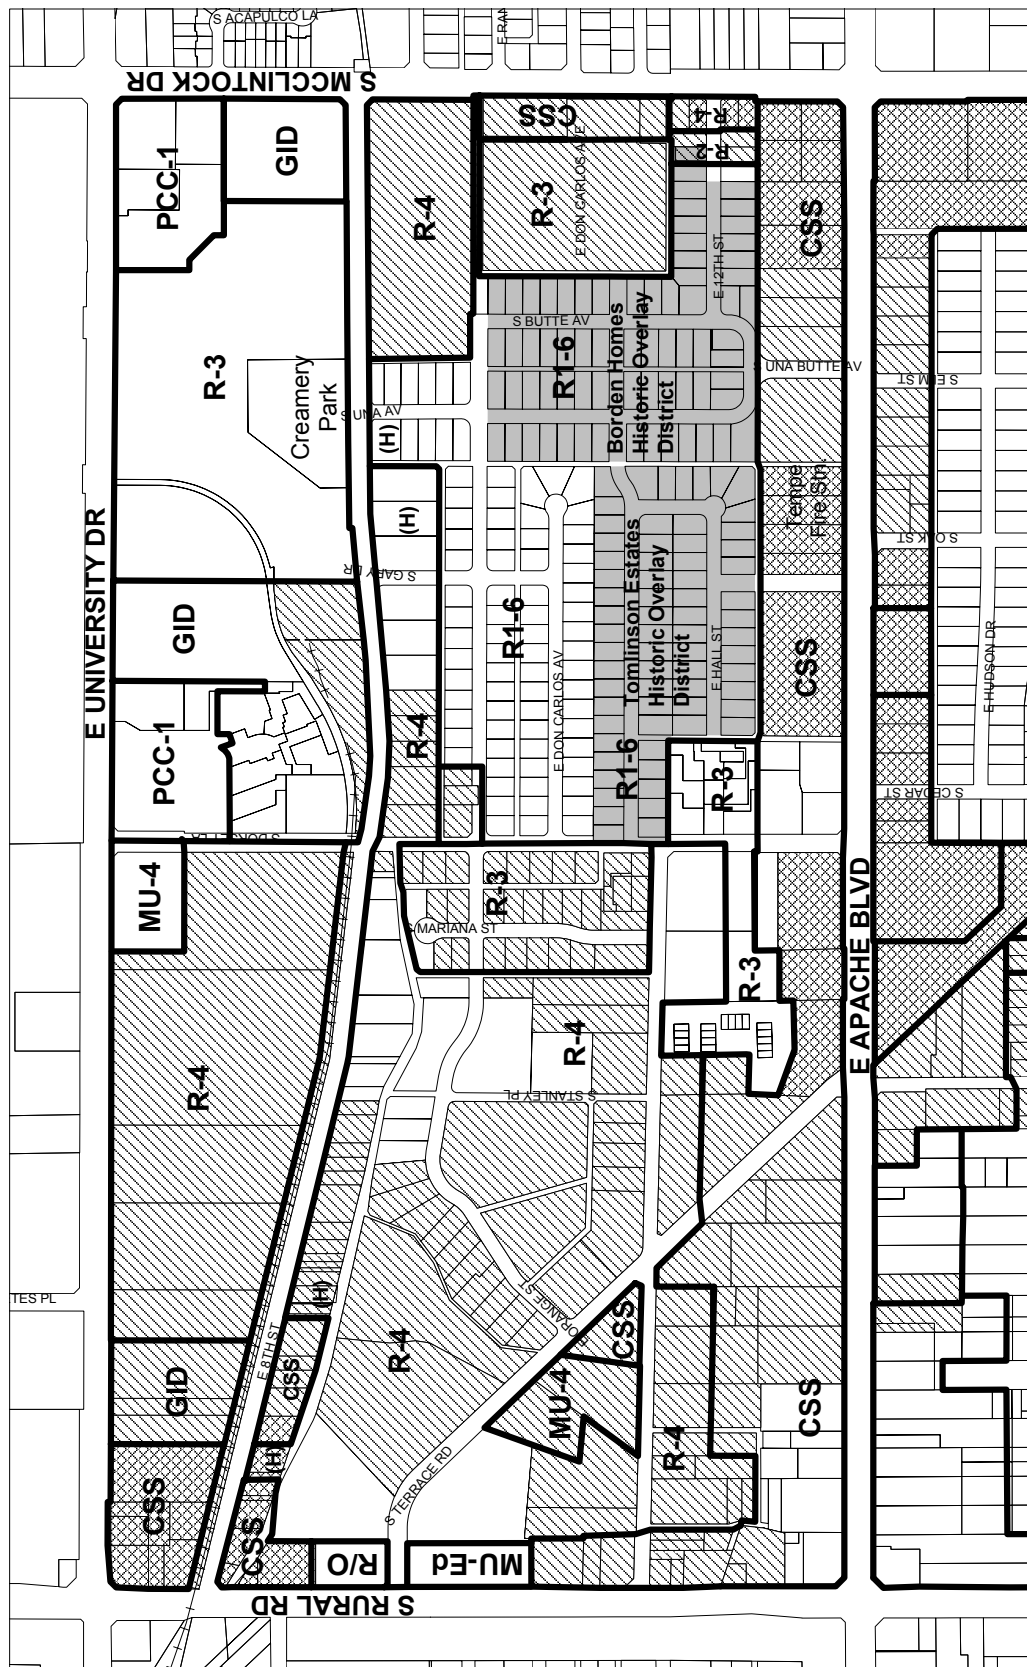 S ACAPULCO LA
E RAN
S MCCLINTOCK DR
PCC-1
GID
R-4
CSS
R-4
R-2
R-3
E DON CARLOS AVE
E 12TH ST
CSS
R-3
Creamery
Park
S BUTTE AV
R1-6
Borden Homes
Historic Overlay
District
S UNA AV
(H)
S UNA BUTTE AV
S ELM ST
E UNIVERSITY DR
(H)
Tempe
Fire Stn.
S OAK ST
S GARY DR
GID
R1-6
Tomlinson Estates
Historic Overlay
District
E HALL ST
CSS
E HUDSON DR
PCC-1
R-4
E DON CARLOS AV
R1-6
R-3
S CEDAR ST
S DORSEY LA
MU-4
R-3
S MARIANA ST
R-3
E APACHE BLVD
R-4
R-4
S STANLEY PL
TES PL
(H)
E ORANGE ST
CSS
E 8TH ST
CSS
R-4
GID
MU-4
CSS
R-4
(H)
S TERRACE RD
CSS
CSS
R/O
MU-Ed
S RURAL RD